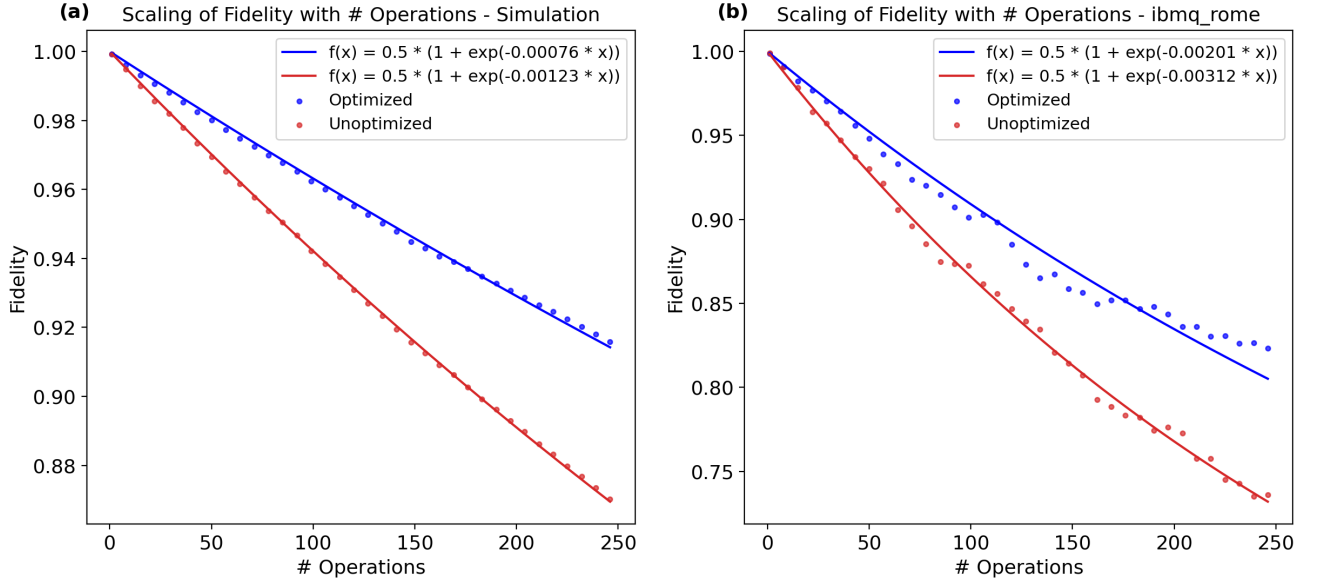 (a) Scaling of Fidelity with # Operations - Simulation
f(x) = 0.5 * (1 + exp(-0.00076 * x))
f(x) = 0.5 * (1 + exp(-0.00123 * x))
Optimized
Unoptimized
1.00
0.98
0.96
0.94
0.92
0.90
0.88
Fidelity
0 50 100 150 200 250
# Operations
(b) Scaling of Fidelity with # Operations - ibmq_rome
f(x) = 0.5 * (1 + exp(-0.00201 * x))
f(x) = 0.5 * (1 + exp(-0.00312 * x))
Optimized
Unoptimized
1.00
0.95
0.90
0.85
0.80
0.75
Fidelity
0 50 100 150 200 250
# Operations